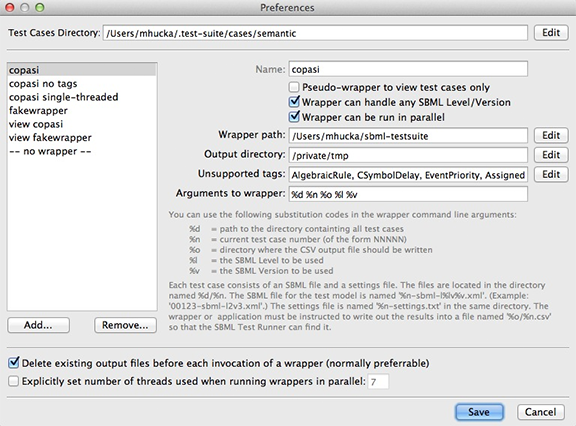 Preferences
Test Cases Directory: /Users/mhucka/.test-suite/cases/semantic Edit
copasi
copasi no tags
copasi single-threaded
fakewrapper
view copasi
view fakewrapper
-- no wrapper --
Add... Remove...
Name: copasi
Pseudo-wrapper to view test cases only
Wrapper can handle any SBML Level/Version
Wrapper can be run in parallel
Wrapper path: /Users/mhucka/sbml-testsuite Edit
Output directory: /private/tmp Edit
Unsupported tags: AlgebraicRule, CSymbolDelay, EventPriority, Assigned Edit
Arguments to wrapper: %d %n %o %l %v
You can use the following substitution codes in the wrapper command line arguments:
%d = path to the directory containting all test cases
%n = current test case number (of the form NNNNN)
%o = directory where the CSV output file should be written
%l = the SBML Level to be used
%v = the SBML Version to be used
Each test case consists of an SBML file and a settings file. The files are located in the directory
named %d/%n. The SBML file for the test model is named '%n-sbml-l%lv%v.xml'. (Example:
'00123-sbml-l2v3.xml'.) The settings file is named '%n-settings.txt' in the same directory. The
wrapper or application must be instructed to write out the results into a file named '%o/%n.csv'
so that the SBML Test Runner can find it.
Delete existing output files before each invocation of a wrapper (normally preferrable)
Explicitly set number of threads used when running wrappers in parallel: 7
Save Cancel